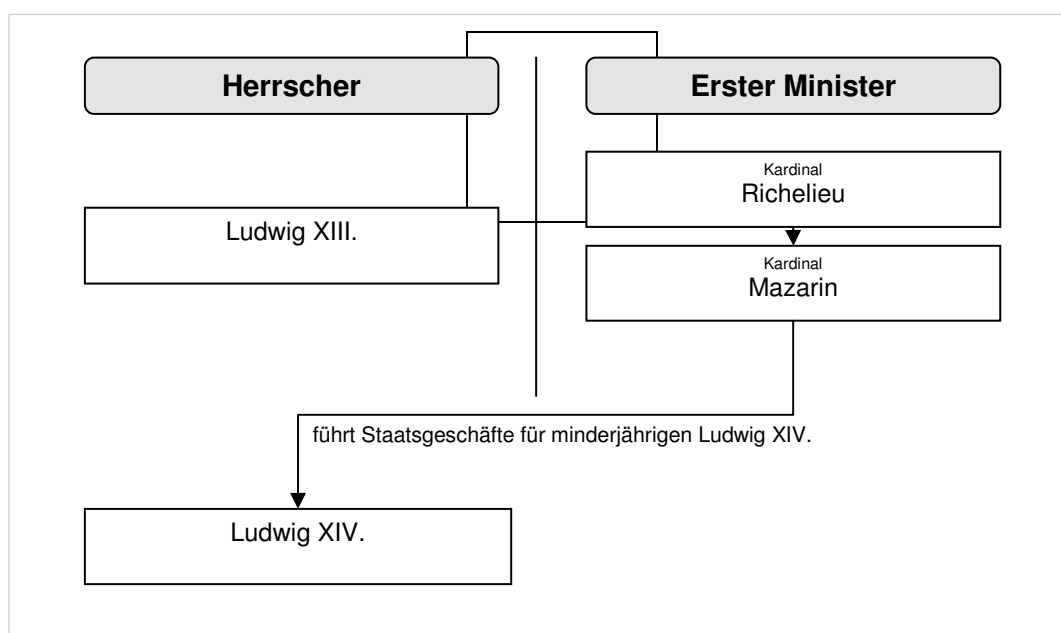 Herrscher
Erster Minister
Kardinal
Richelieu
Ludwig XIII.
Kardinal
Mazarin
führt Staatsgeschäfte für minderjährigen Ludwig XIV.
Ludwig XIV.